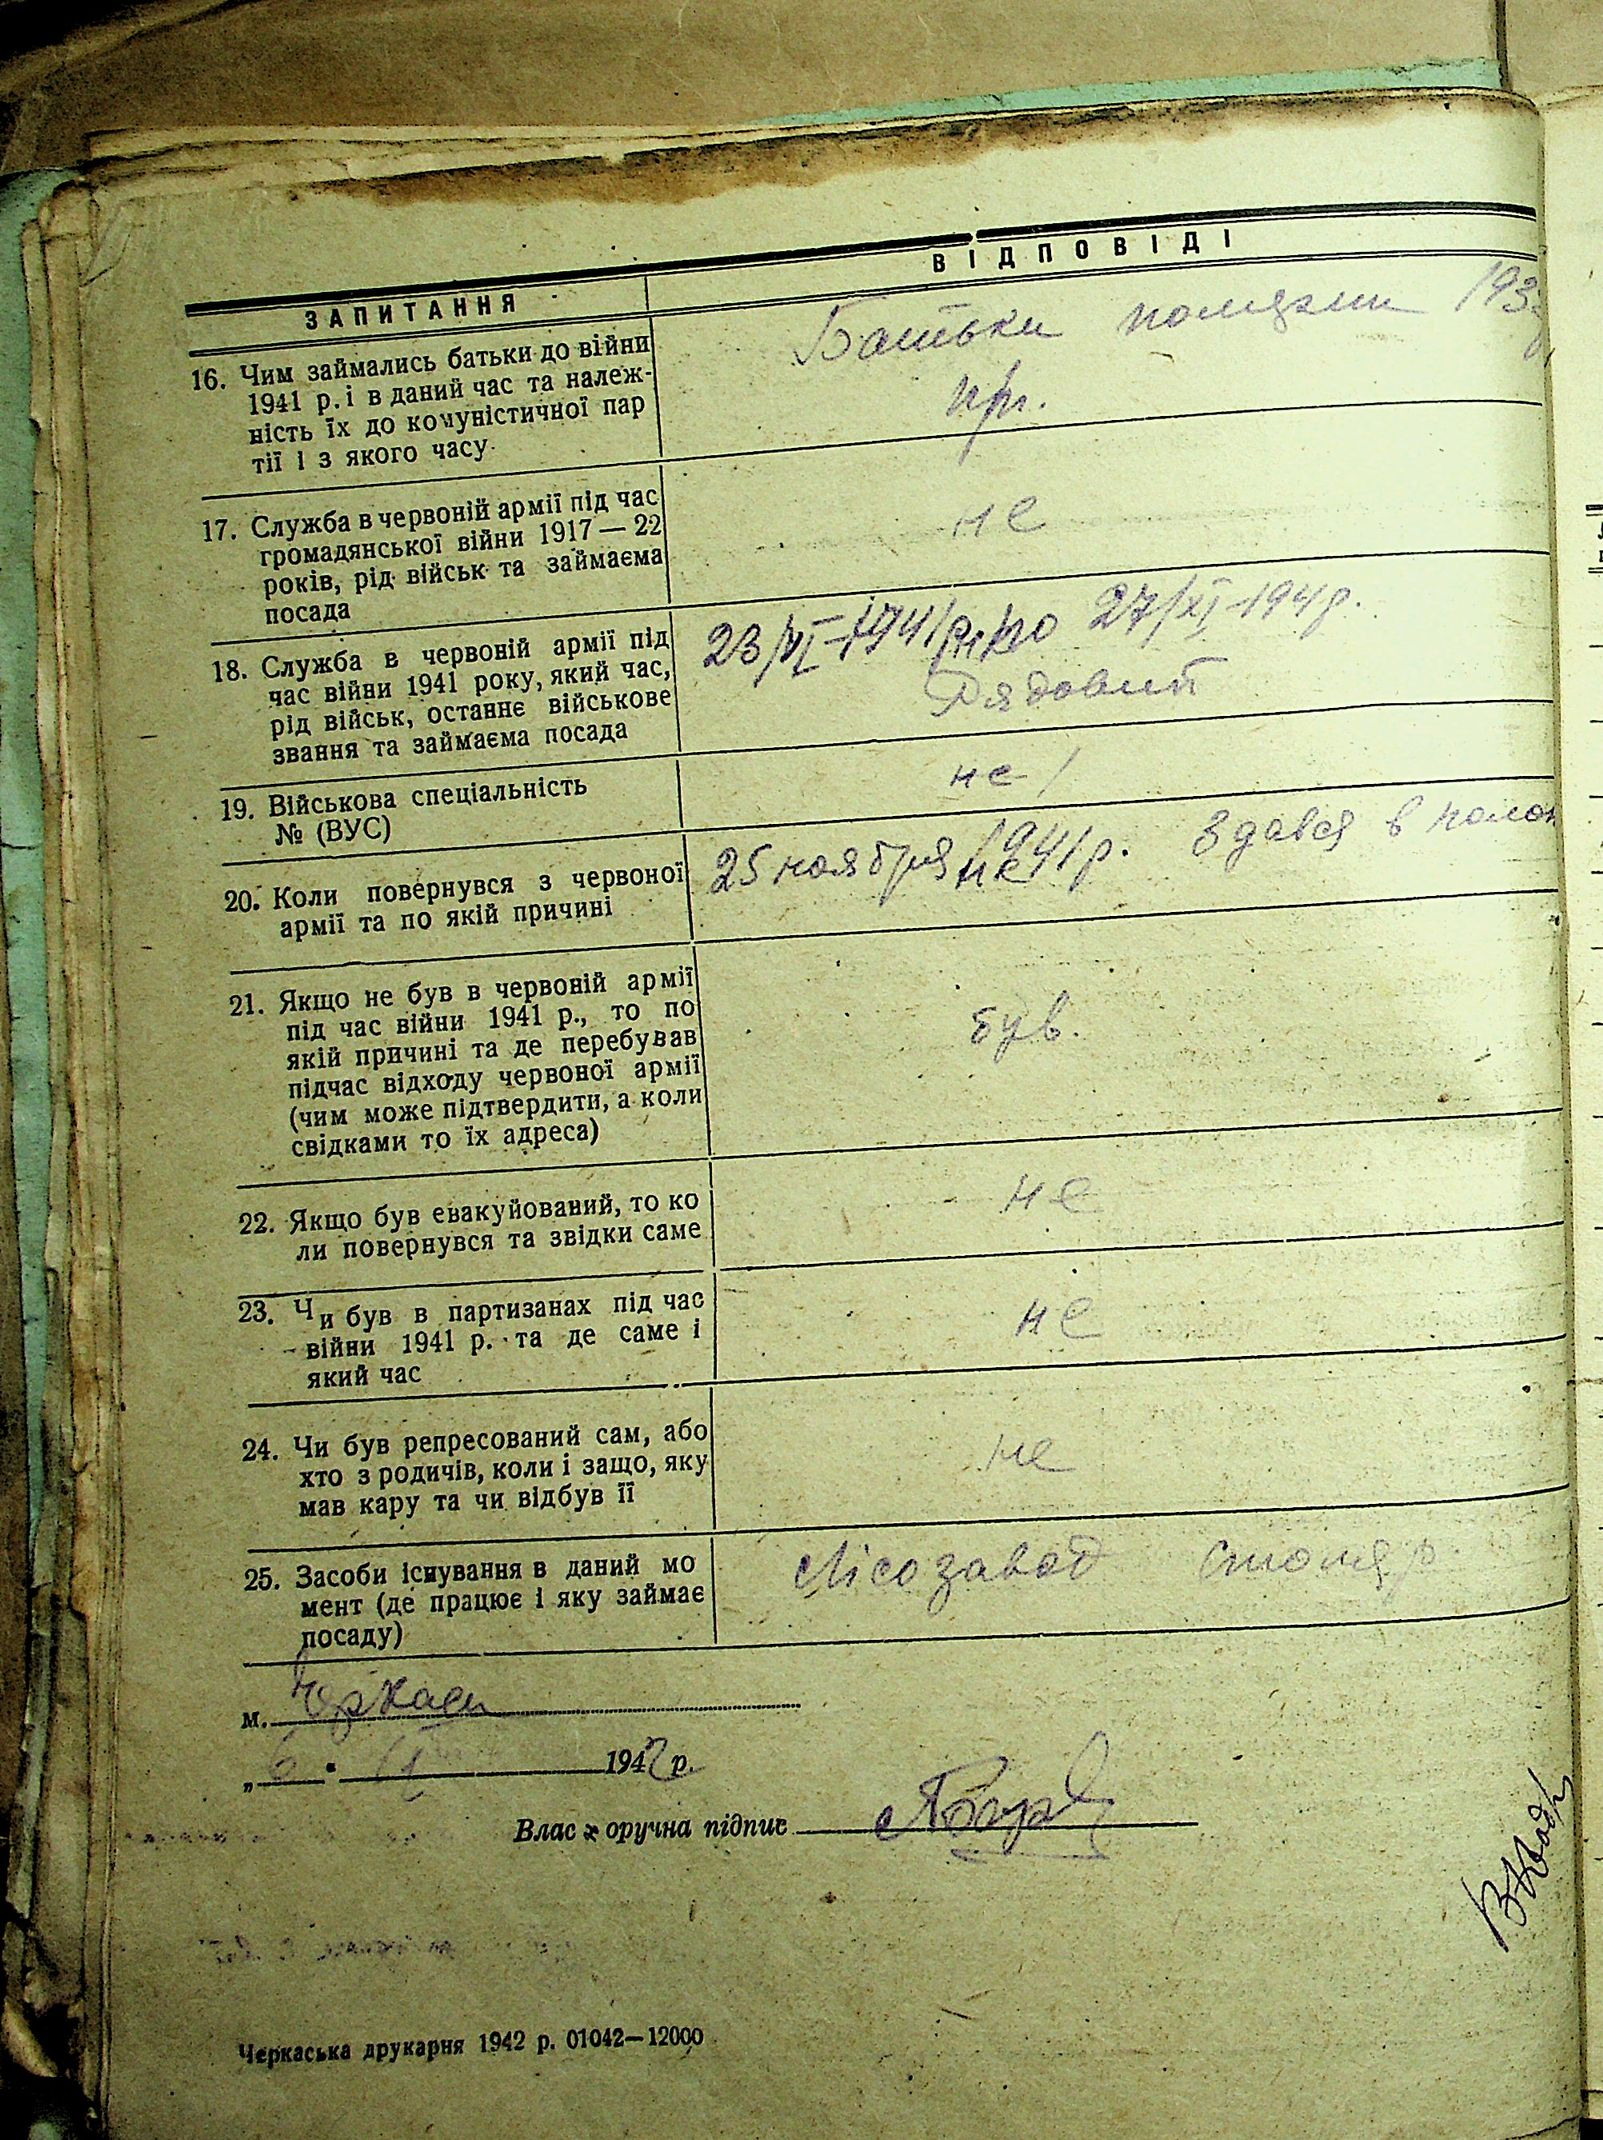 ЗАПИТАННЯ
ВІДПОВІДІ
16. Чим займались батьки до війни
1941 р. і в даний час та належ-
ність їх до комуністичної пар
тії і з якого часу
Батьки
17. Служба в червоній армії під час
громадянської війни 1917 — 22
років, рід військ та займаєма
посада
не
18. Служба в червоній армії під
час війни 1941 року, який час,
рід військ, останнє військове
звання та займаєма посада
23/VI-1941р. по 27/XI-194р.
Рядовий
19. Військова спеціальність
№ (ВУС)
не
20. Коли повернувся з червоної
армії та по якій причині
25 ноября 1941р. Здався в полон
21. Якщо не був в червоній армії
під час війни 1941 р., то по
якій причині та де перебував
підчас відходу червоної армії
(чим може підтвердити, а коли
свідками то їх адреса)
був.
22. Якщо був евакуйований, то ко
ли повернувся та звідки саме
не
23. Чи був в партизанах під час
війни 1941 р. та де саме і
який час
не
24. Чи був репресований сам, або
хто з родичів, коли і защо, яку
мав кару та чи відбув її
не
25. Засоби існування в даний мо
мент (де працює і яку займає
посаду)
Лісозавод столяр.
м. Черкаси
1942 р.
Власноручна підпис
Черкаська друкарня 1942 р. 01042—12000